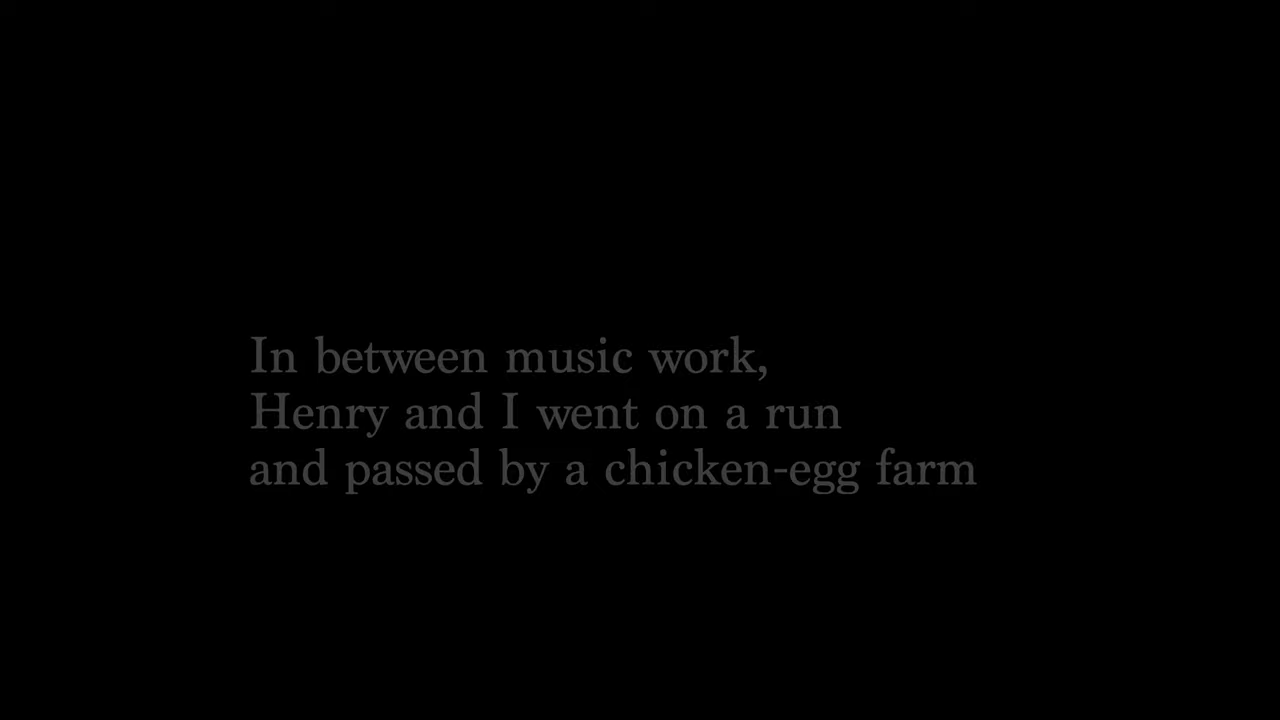 In between music work,
Henry and I went on a run
and passed by a chicken-egg farm